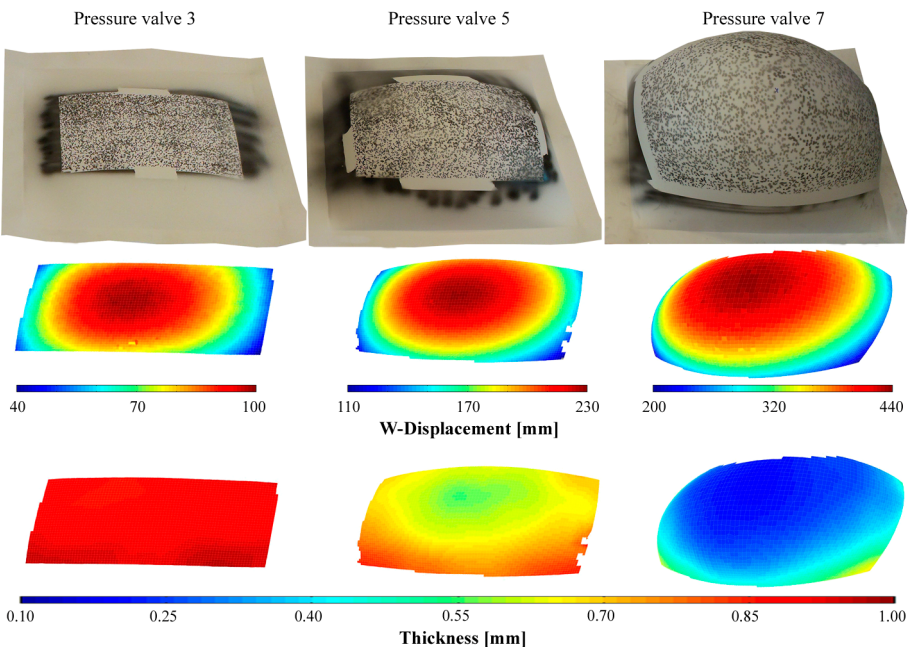 Pressure valve 3 Pressure valve 5 Pressure valve 7
40 70 100 110 170 230 200 320 440
W-Displacement [mm]
0.10 0.25 0.40 0.55 0.70 0.85 1.00
Thickness [mm]